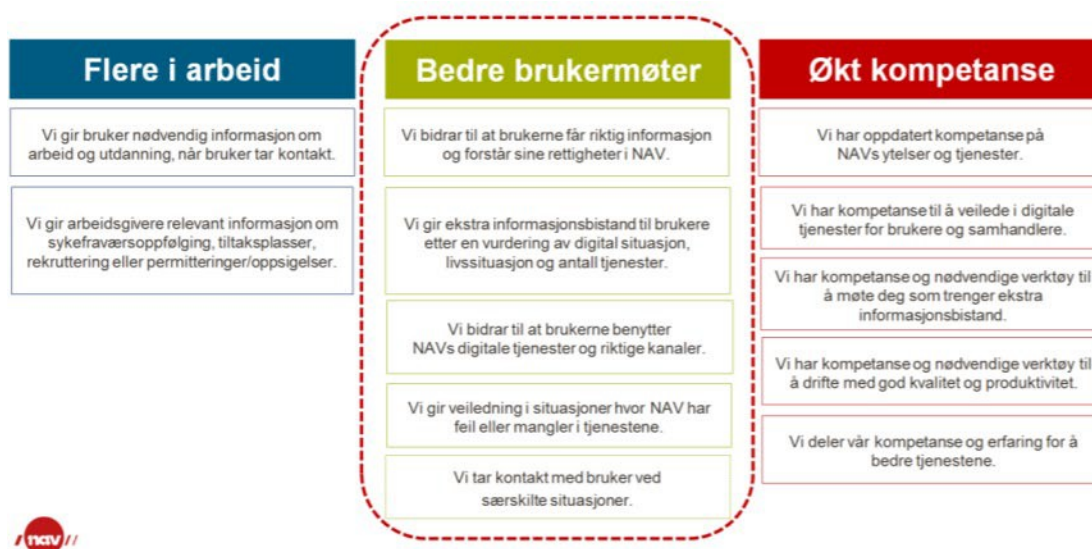 Flere i arbeid
Vi gir bruker nødvendig informasjon om
arbeid og utdanning, når bruker tar kontakt.
Vi gir arbeidsgivere relevant informasjon om
sykefraværsoppfølging, tiltaksplasser,
rekruttering eller permitteringer/oppsigelser.
Bedre brukermøter
Vi bidrar til at brukerne får riktig informasjon
og forstår sine rettigheter i NAV.
Vi gir ekstra informasjonsbistand til brukere
etter en vurdering av digital situasjon,
livssituasjon og antall tjenester.
Vi bidrar til at brukerne benytter
NAVs digitale tjenester og riktige kanaler.
Vi gir veiledning i situasjoner hvor NAV har
feil eller mangler i tjenestene.
Vi tar kontakt med bruker ved
særskilte situasjoner.
Økt kompetanse
Vi har oppdatert kompetanse på
NAVs ytelser og tjenester.
Vi har kompetanse til å veilede i digitale
tjenester for brukere og samhandlere.
Vi har kompetanse og nødvendige verktøy til
å møte deg som trenger ekstra
informasjonsbistand.
Vi har kompetanse og nødvendige verktøy til
å drifte med god kvalitet og produktivitet.
Vi deler vår kompetanse og erfaring for å
bedre tjenestene.
nav